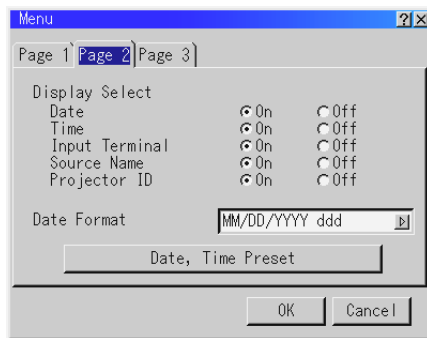 Menu
Page 1 Page 2 Page 3
Display Select
Date On Off
Time On Off
Input Terminal On Off
Source Name On Off
Projector ID On Off
Date Format MM/DD/YYYY ddd
Date, Time Preset
OK Cancel